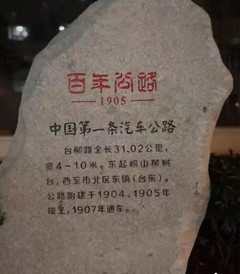 百年公路
1905
中国第一条汽车公路
台柳路全长31.02公里，
宽4-10米。东起崂山柳树
台，西至市北区东镇（台东）。
公路始建于1904、1905年
竣工，1907年通车。